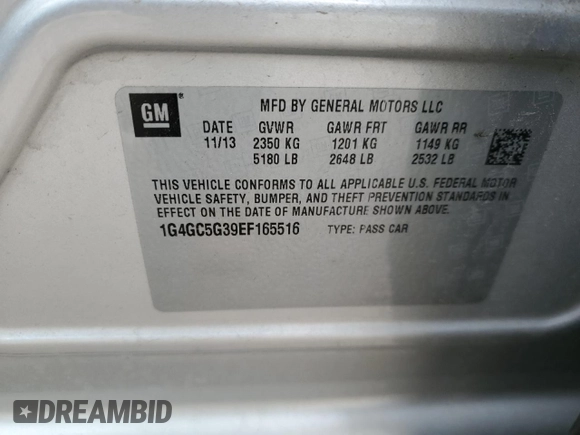 GM
MFD BY GENERAL MOTORS LLC
DATE GVWR GAWR FRT GAWR RR
11/13 2350 KG 1201 KG 1149 KG
5180 LB 2648 LB 2532 LB
THIS VEHICLE CONFORMS TO ALL APPLICABLE U.S. FEDERAL MOTOR
VEHICLE SAFETY, BUMPER, AND THEFT PREVENTION STANDARDS IN
EFFECT ON THE DATE OF MANUFACTURE SHOWN ABOVE.
1G4GC5G39EF165516 TYPE: PASS CAR
DREAMBID